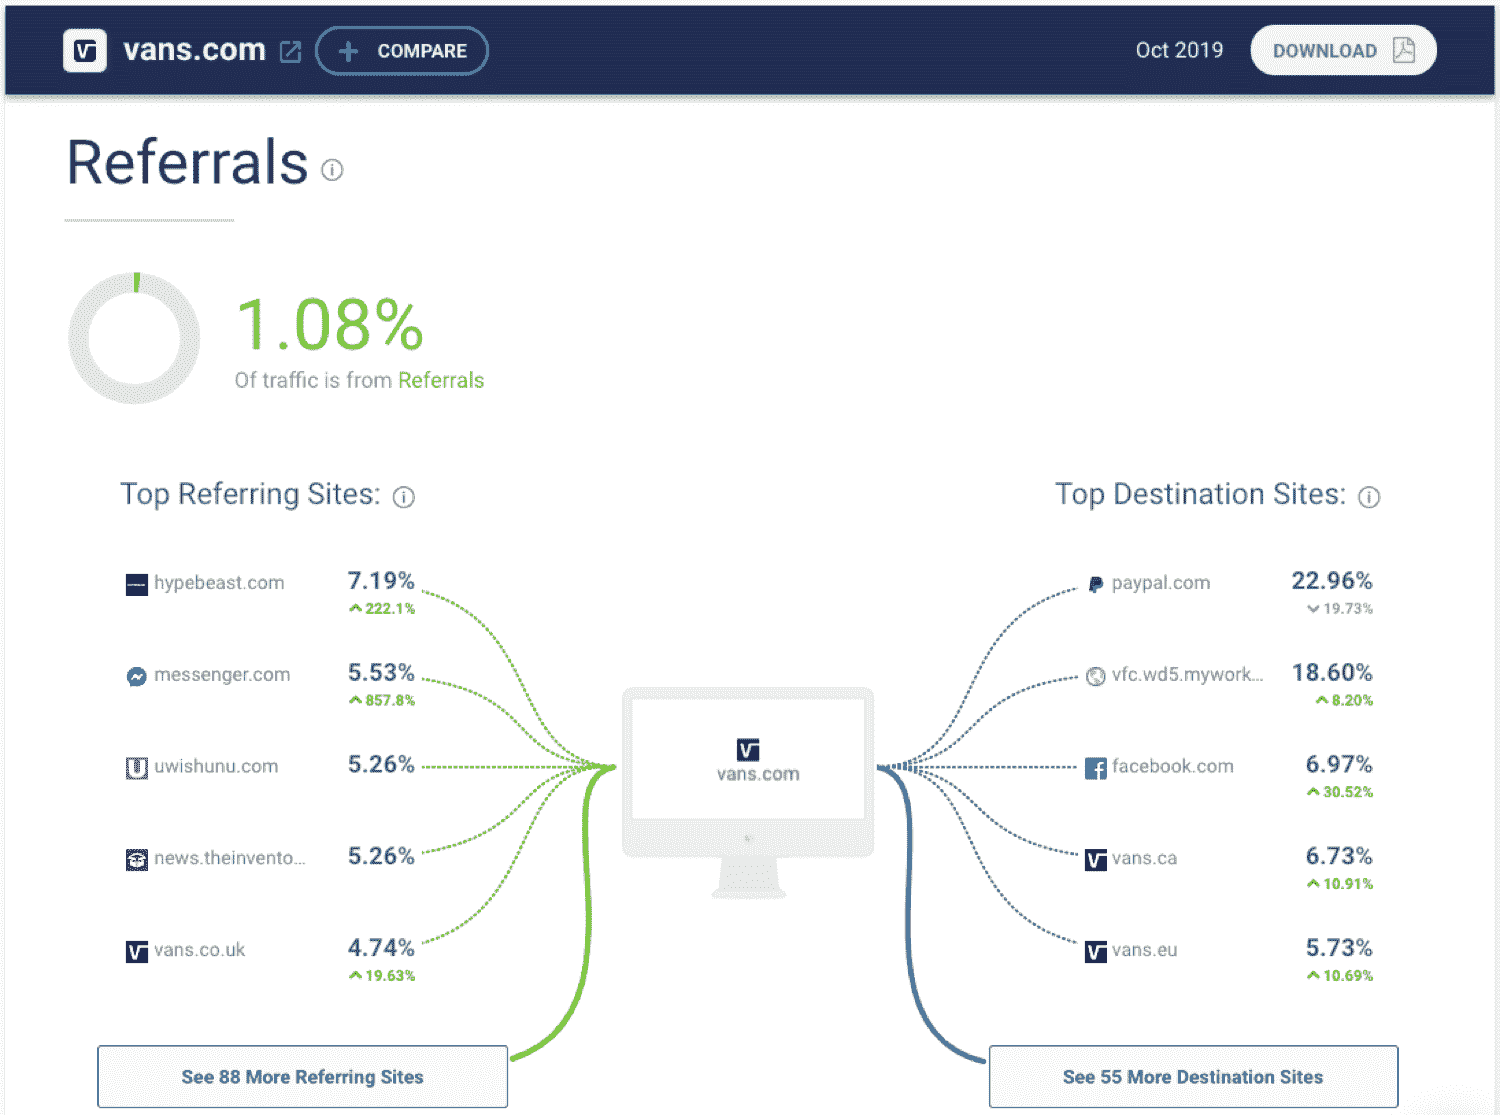 vans.com
COMPARE
Oct 2019
DOWNLOAD
Referrals
1.08%
Of traffic is from Referrals
Top Referring Sites:
hypebeast.com 7.19%
222.1%
messenger.com 5.53%
857.8%
uwishunu.com 5.26%
news.theinvento... 5.26%
vans.co.uk 4.74%
19.63%
See 88 More Referring Sites
vans.com
Top Destination Sites:
paypal.com 22.96%
19.73%
vfc.wd5.mywork... 18.60%
8.20%
facebook.com 6.97%
30.52%
vans.ca 6.73%
10.91%
vans.eu 5.73%
10.69%
See 55 More Destination Sites